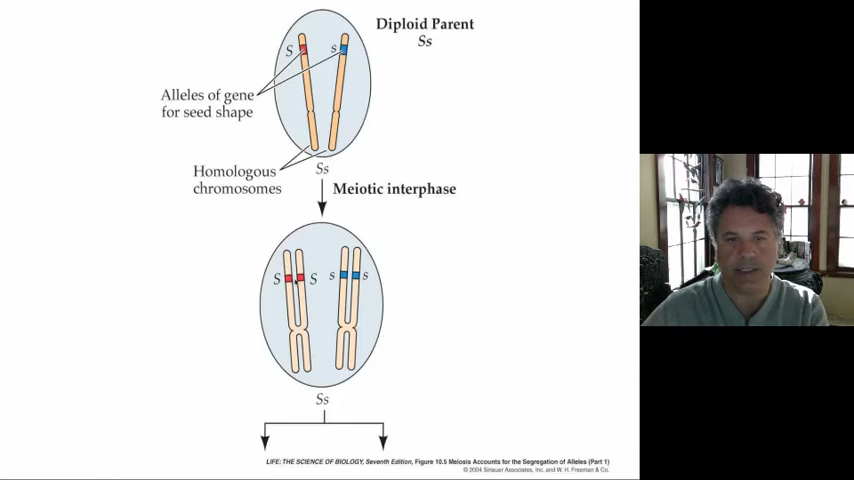 Diploid Parent
Ss
S
s
Alleles of gene
for seed shape
Homologous
chromosomes
Ss
Meiotic interphase
S
S
s
s
Ss
LIFE: THE SCIENCE OF BIOLOGY, Seventh Edition, Figure 10.5 Meiosis Accounts for the Segregation of Alleles (Part 1)
© 2004 Sinauer Associates, Inc. and W. H. Freeman & Co.